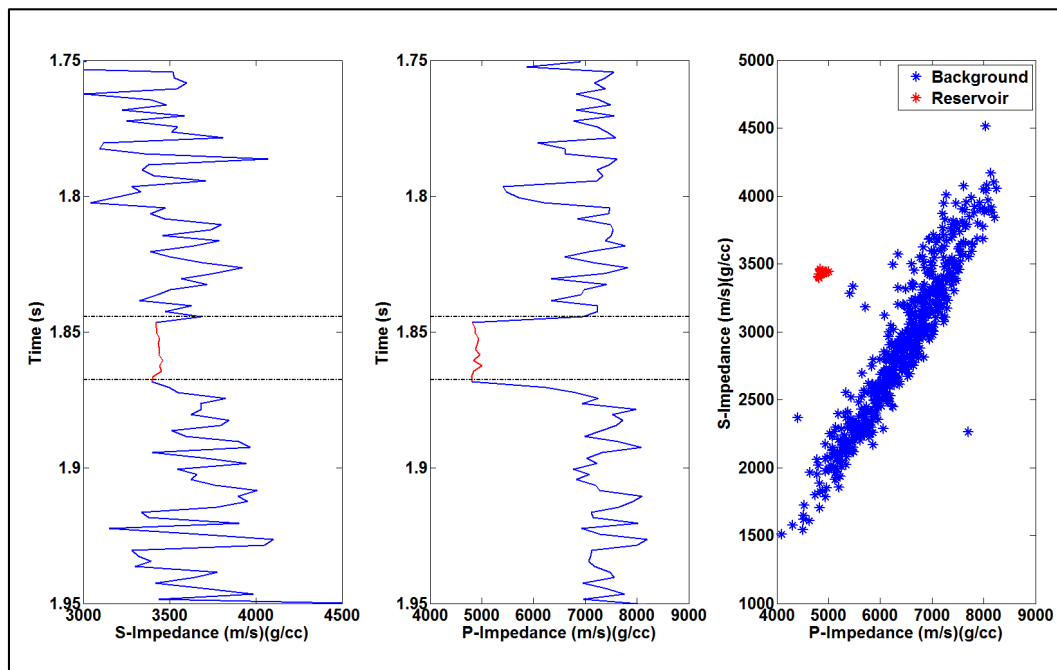 1.75
1.8
1.85
1.9
1.95
Time (s)
3000 3500 4000 4500
S-Impedance (m/s)(g/cc)
1.75
1.8
1.85
1.9
1.95
Time (s)
4000 5000 6000 7000 8000 9000
P-Impedance (m/s)(g/cc)
5000
4500
4000
3500
3000
2500
2000
1500
1000
S-Impedance (m/s)(g/cc)
4000 5000 6000 7000 8000 9000
P-Impedance (m/s)(g/cc)
Background
Reservoir